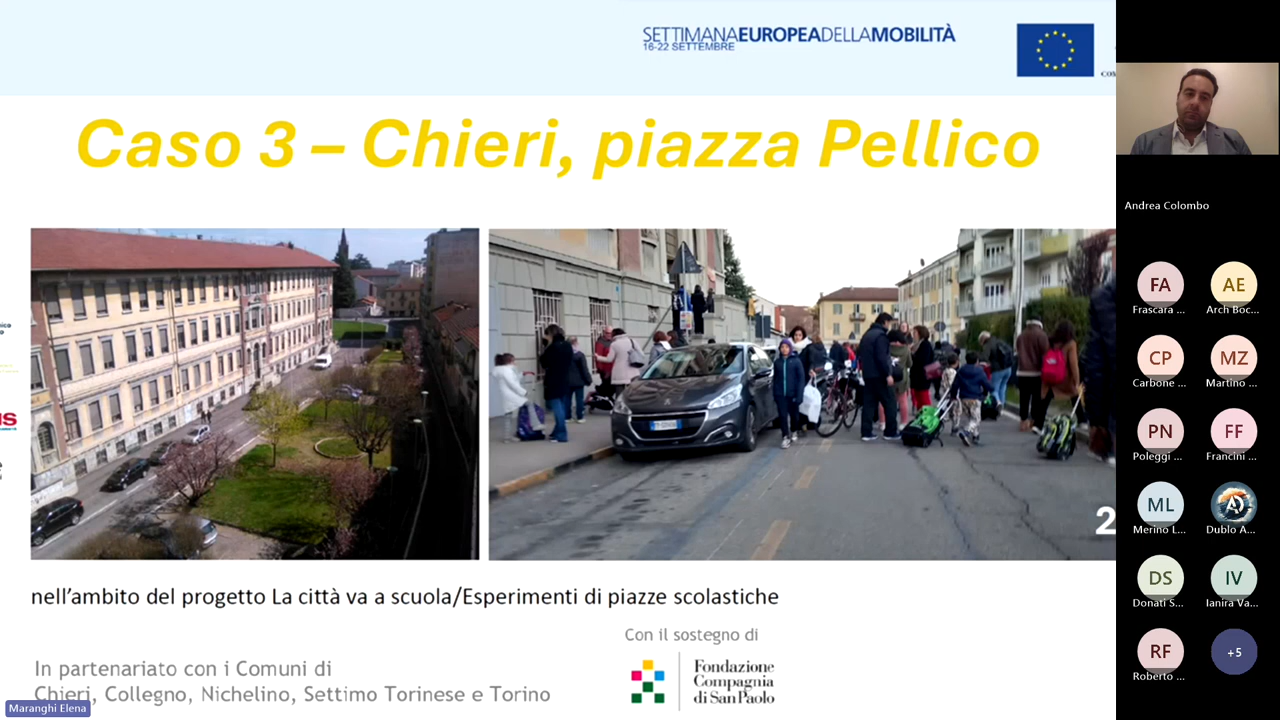 SETTIMANAEUROPEADELLAMOBILITÀ
16-22 SETTEMBRE
Caso 3 – Chieri, piazza Pellico
2
nell'ambito del progetto La città va a scuola/Esperimenti di piazze scolastiche
Con il sostegno di
Fondazione
Compagnia
di San Paolo
In partenariato con i Comuni di
Chieri, Collegno, Nichelino, Settimo Torinese e Torino
Maranghi Elena
Andrea Colombo
FA
Frascara ...
AE
Arch Boc...
CP
Carbone ...
MZ
Martino ...
PN
Poleggi ...
FF
Francini ...
ML
Merino L...
Dublo A...
DS
Donati S...
IV
Ianira Va...
RF
Roberto ...
+5